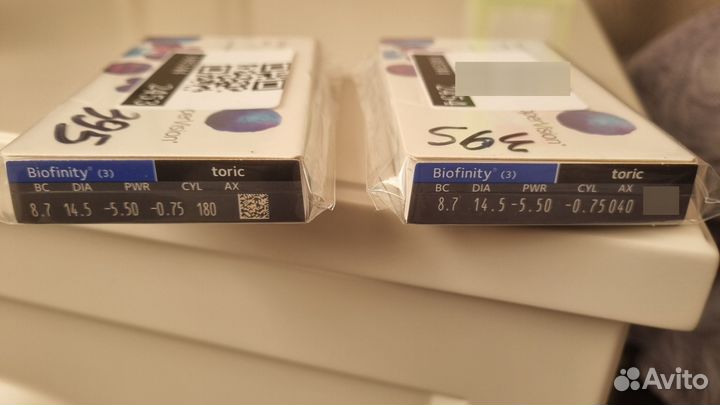 395
Biofinity® (3) toric
BC DIA PWR CYL AX
8.7 14.5 -5.50 -0.75 180
Biofinity® (3) toric
BC DIA PWR CYL AX
8.7 14.5 -5.50 -0.75 040
Avito